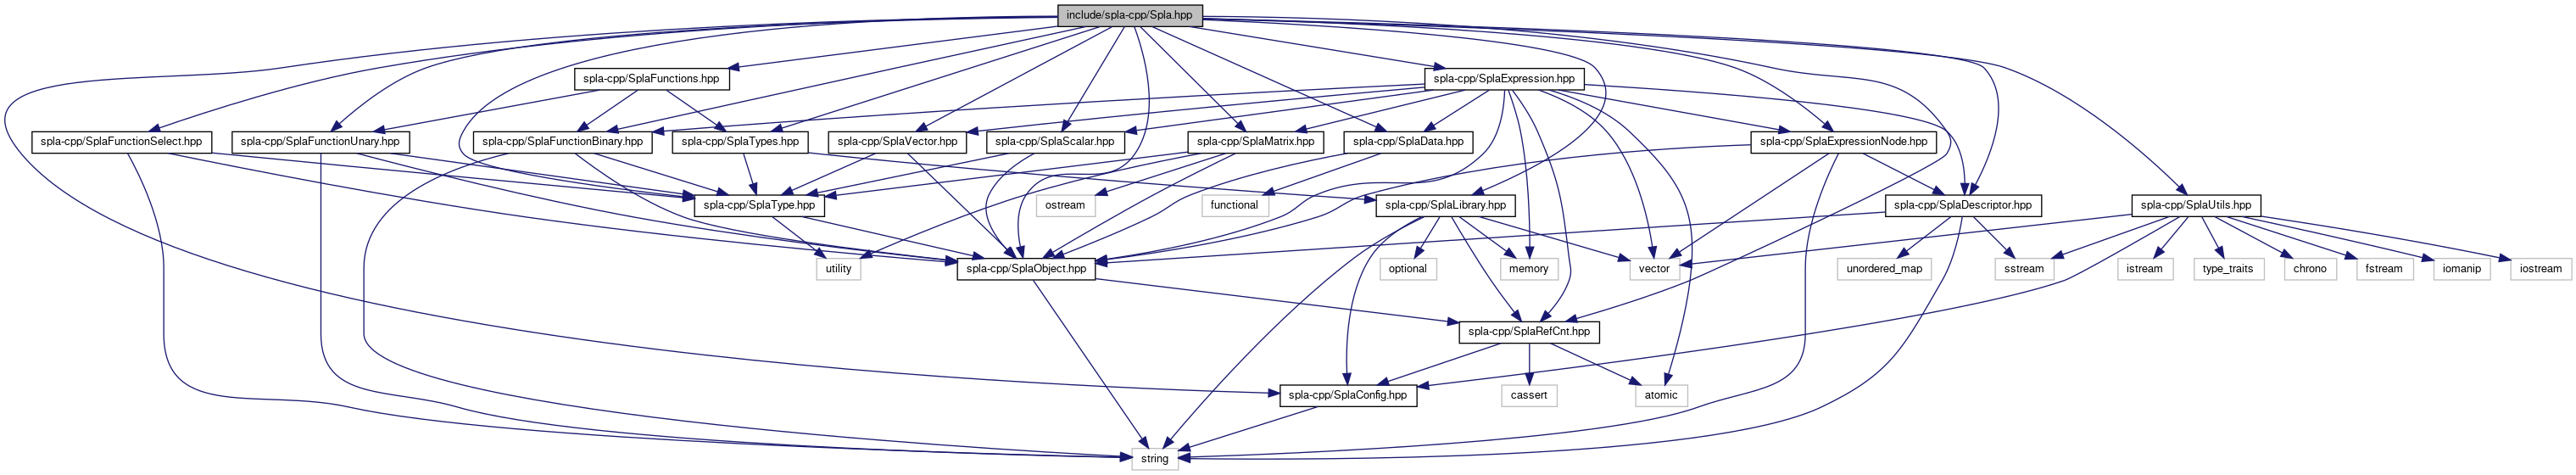 include/spla-cpp/Spla.hpp
spla-cpp/SplaFunctions.hpp
spla-cpp/SplaExpression.hpp
spla-cpp/SplaFunctionSelect.hpp
spla-cpp/SplaFunctionUnary.hpp
spla-cpp/SplaFunctionBinary.hpp
spla-cpp/SplaTypes.hpp
spla-cpp/SplaVector.hpp
spla-cpp/SplaScalar.hpp
spla-cpp/SplaMatrix.hpp
spla-cpp/SplaData.hpp
spla-cpp/SplaExpressionNode.hpp
spla-cpp/SplaType.hpp
ostream
functional
spla-cpp/SplaLibrary.hpp
spla-cpp/SplaDescriptor.hpp
spla-cpp/SplaUtils.hpp
utility
spla-cpp/SplaObject.hpp
optional
memory
vector
unordered_map
sstream
istream
type_traits
chrono
fstream
iomanip
iostream
spla-cpp/SplaRefCnt.hpp
spla-cpp/SplaConfig.hpp
cassert
atomic
string